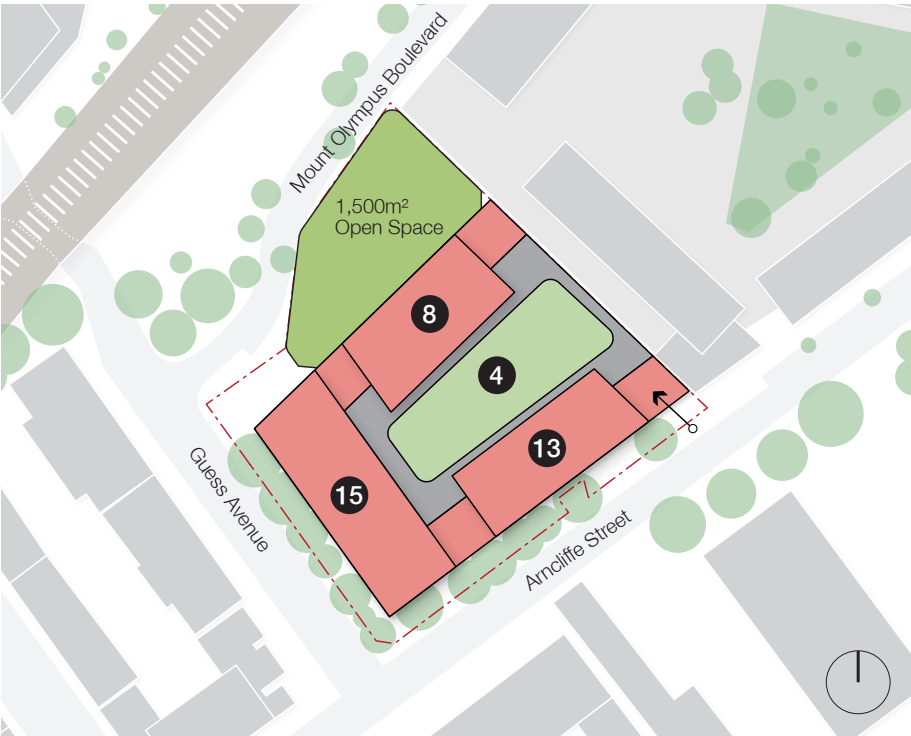 Mount Olympus Boulevard
1,500m²
Open Space
8
4
13
15
Guess Avenue
Arncliffe Street